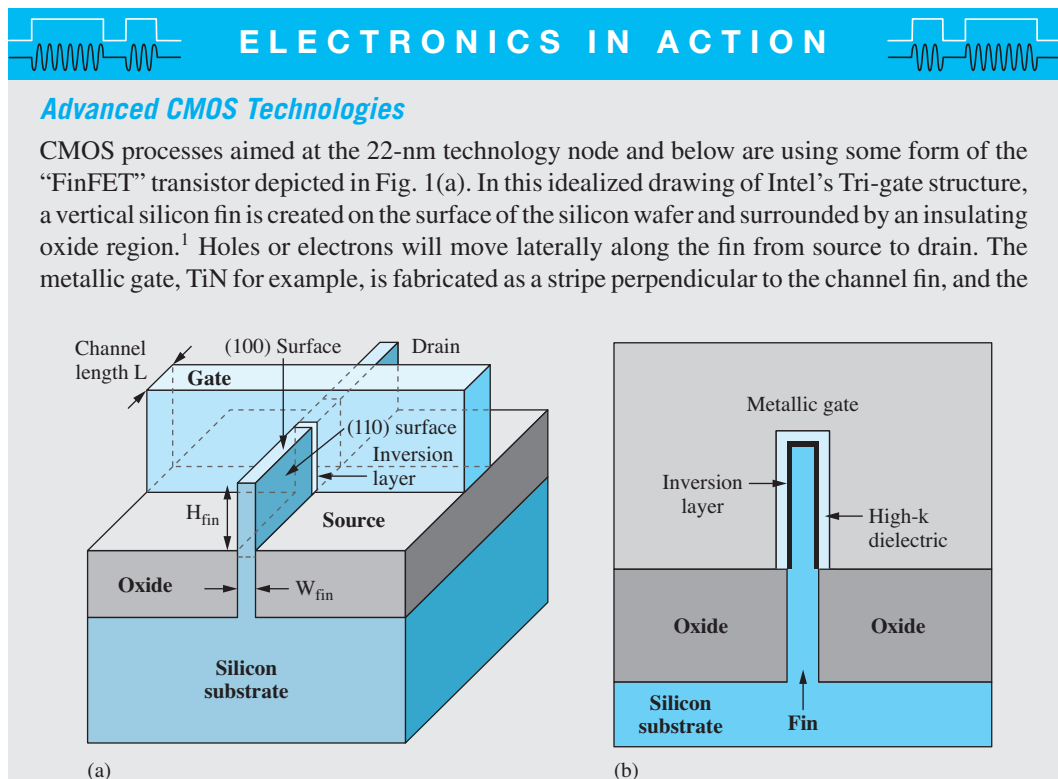 ELECTRONICS IN ACTION
Advanced CMOS Technologies
CMOS processes aimed at the 22-nm technology node and below are using some form of the
“FinFET” transistor depicted in Fig. 1(a). In this idealized drawing of Intel’s Tri-gate structure,
a vertical silicon fin is created on the surface of the silicon wafer and surrounded by an insulating
oxide region.¹ Holes or electrons will move laterally along the fin from source to drain. The
metallic gate, TiN for example, is fabricated as a stripe perpendicular to the channel fin, and the
Channel
length L
(100) Surface
Drain
Gate
(110) surface
Inversion
layer
H_fin
Source
Oxide
W_fin
Silicon
substrate
(a)
Metallic gate
Inversion
layer
High-k
dielectric
Oxide
Oxide
Silicon
substrate
Fin
(b)